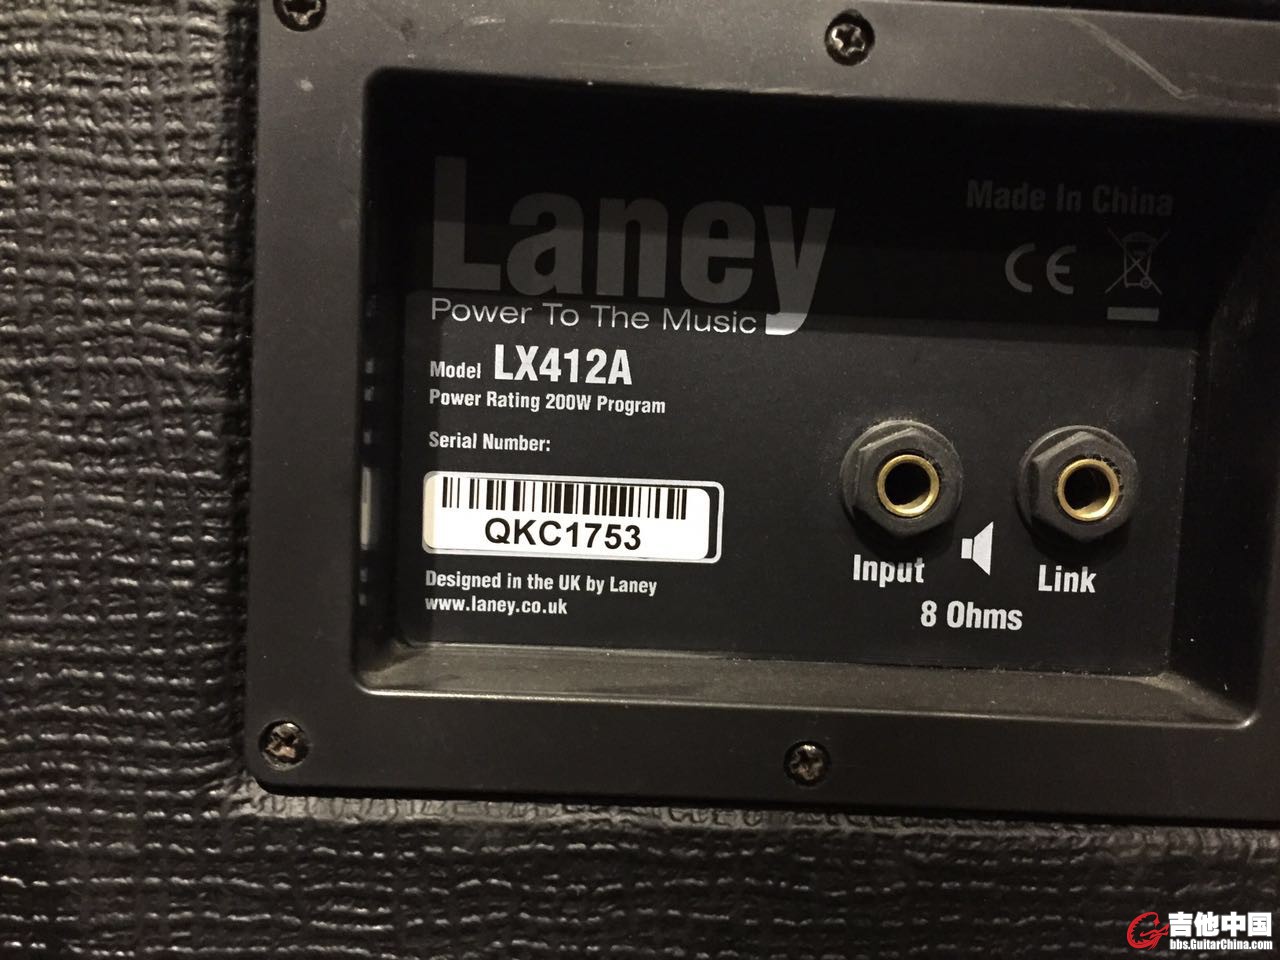 Laney
Power To The Music
Made In China
CE
Model LX412A
Power Rating 200W Program
Serial Number:
QKC1753
Designed in the UK by Laney
www.laney.co.uk
Input
Link
8 Ohms
吉他中国
bbs.GuitarChina.com